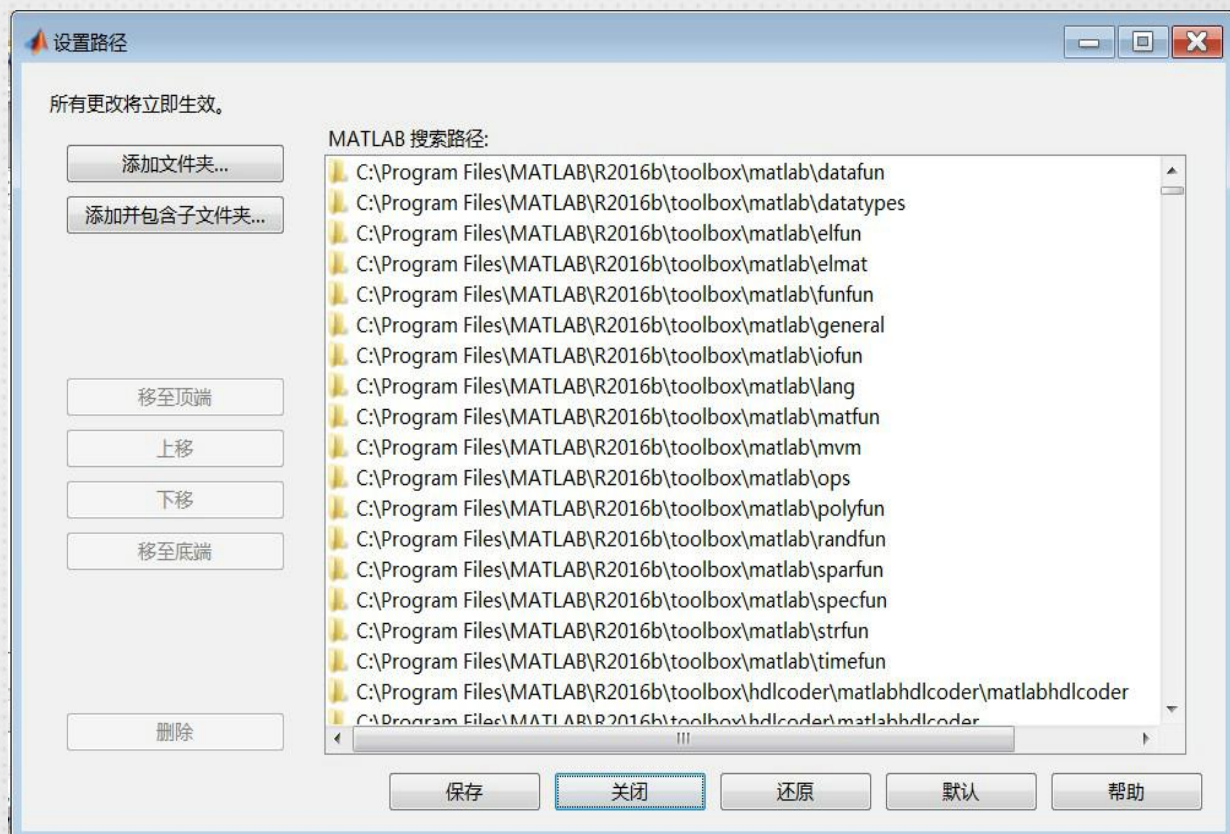 设置路径
所有更改将立即生效。
添加文件夹...
添加并包含子文件夹...
移至顶端
上移
下移
移至底端
删除
MATLAB 搜索路径:
C:\Program Files\MATLAB\R2016b\toolbox\matlab\datafun
C:\Program Files\MATLAB\R2016b\toolbox\matlab\datatypes
C:\Program Files\MATLAB\R2016b\toolbox\matlab\elfun
C:\Program Files\MATLAB\R2016b\toolbox\matlab\elmat
C:\Program Files\MATLAB\R2016b\toolbox\matlab\funfun
C:\Program Files\MATLAB\R2016b\toolbox\matlab\general
C:\Program Files\MATLAB\R2016b\toolbox\matlab\iofun
C:\Program Files\MATLAB\R2016b\toolbox\matlab\lang
C:\Program Files\MATLAB\R2016b\toolbox\matlab\matfun
C:\Program Files\MATLAB\R2016b\toolbox\matlab\mvm
C:\Program Files\MATLAB\R2016b\toolbox\matlab\ops
C:\Program Files\MATLAB\R2016b\toolbox\matlab\polyfun
C:\Program Files\MATLAB\R2016b\toolbox\matlab\randfun
C:\Program Files\MATLAB\R2016b\toolbox\matlab\sparfun
C:\Program Files\MATLAB\R2016b\toolbox\matlab\specfun
C:\Program Files\MATLAB\R2016b\toolbox\matlab\strfun
C:\Program Files\MATLAB\R2016b\toolbox\matlab\timefun
C:\Program Files\MATLAB\R2016b\toolbox\hdlcoder\matlabhdlcoder\matlabhdlcoder
C:\Program Files\MATLAB\R2016b\toolbox\hdlcoder\matlabhdlcoder
保存 关闭 还原 默认 帮助